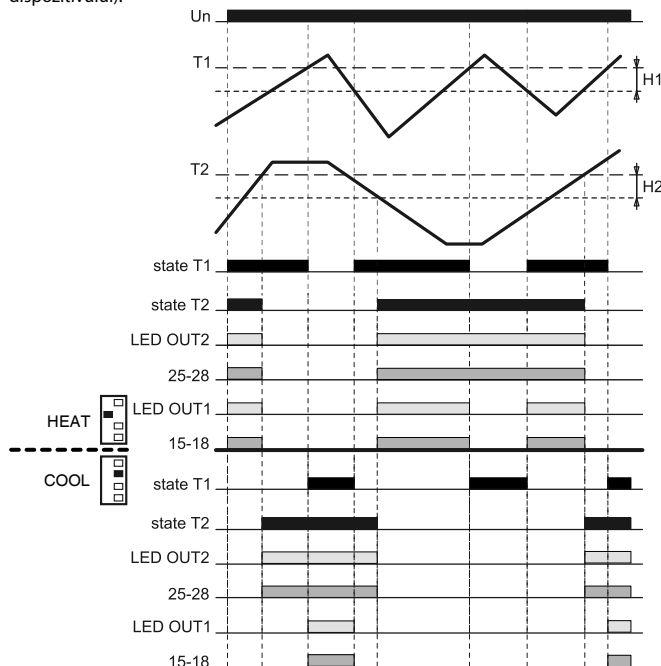 dispozitivului).
Un
T1
H1
T2
H2
state T1
state T2
LED OUT2
25-28
LED OUT1
HEAT
15-18
COOL
state T1
state T2
LED OUT2
25-28
LED OUT1
15-18